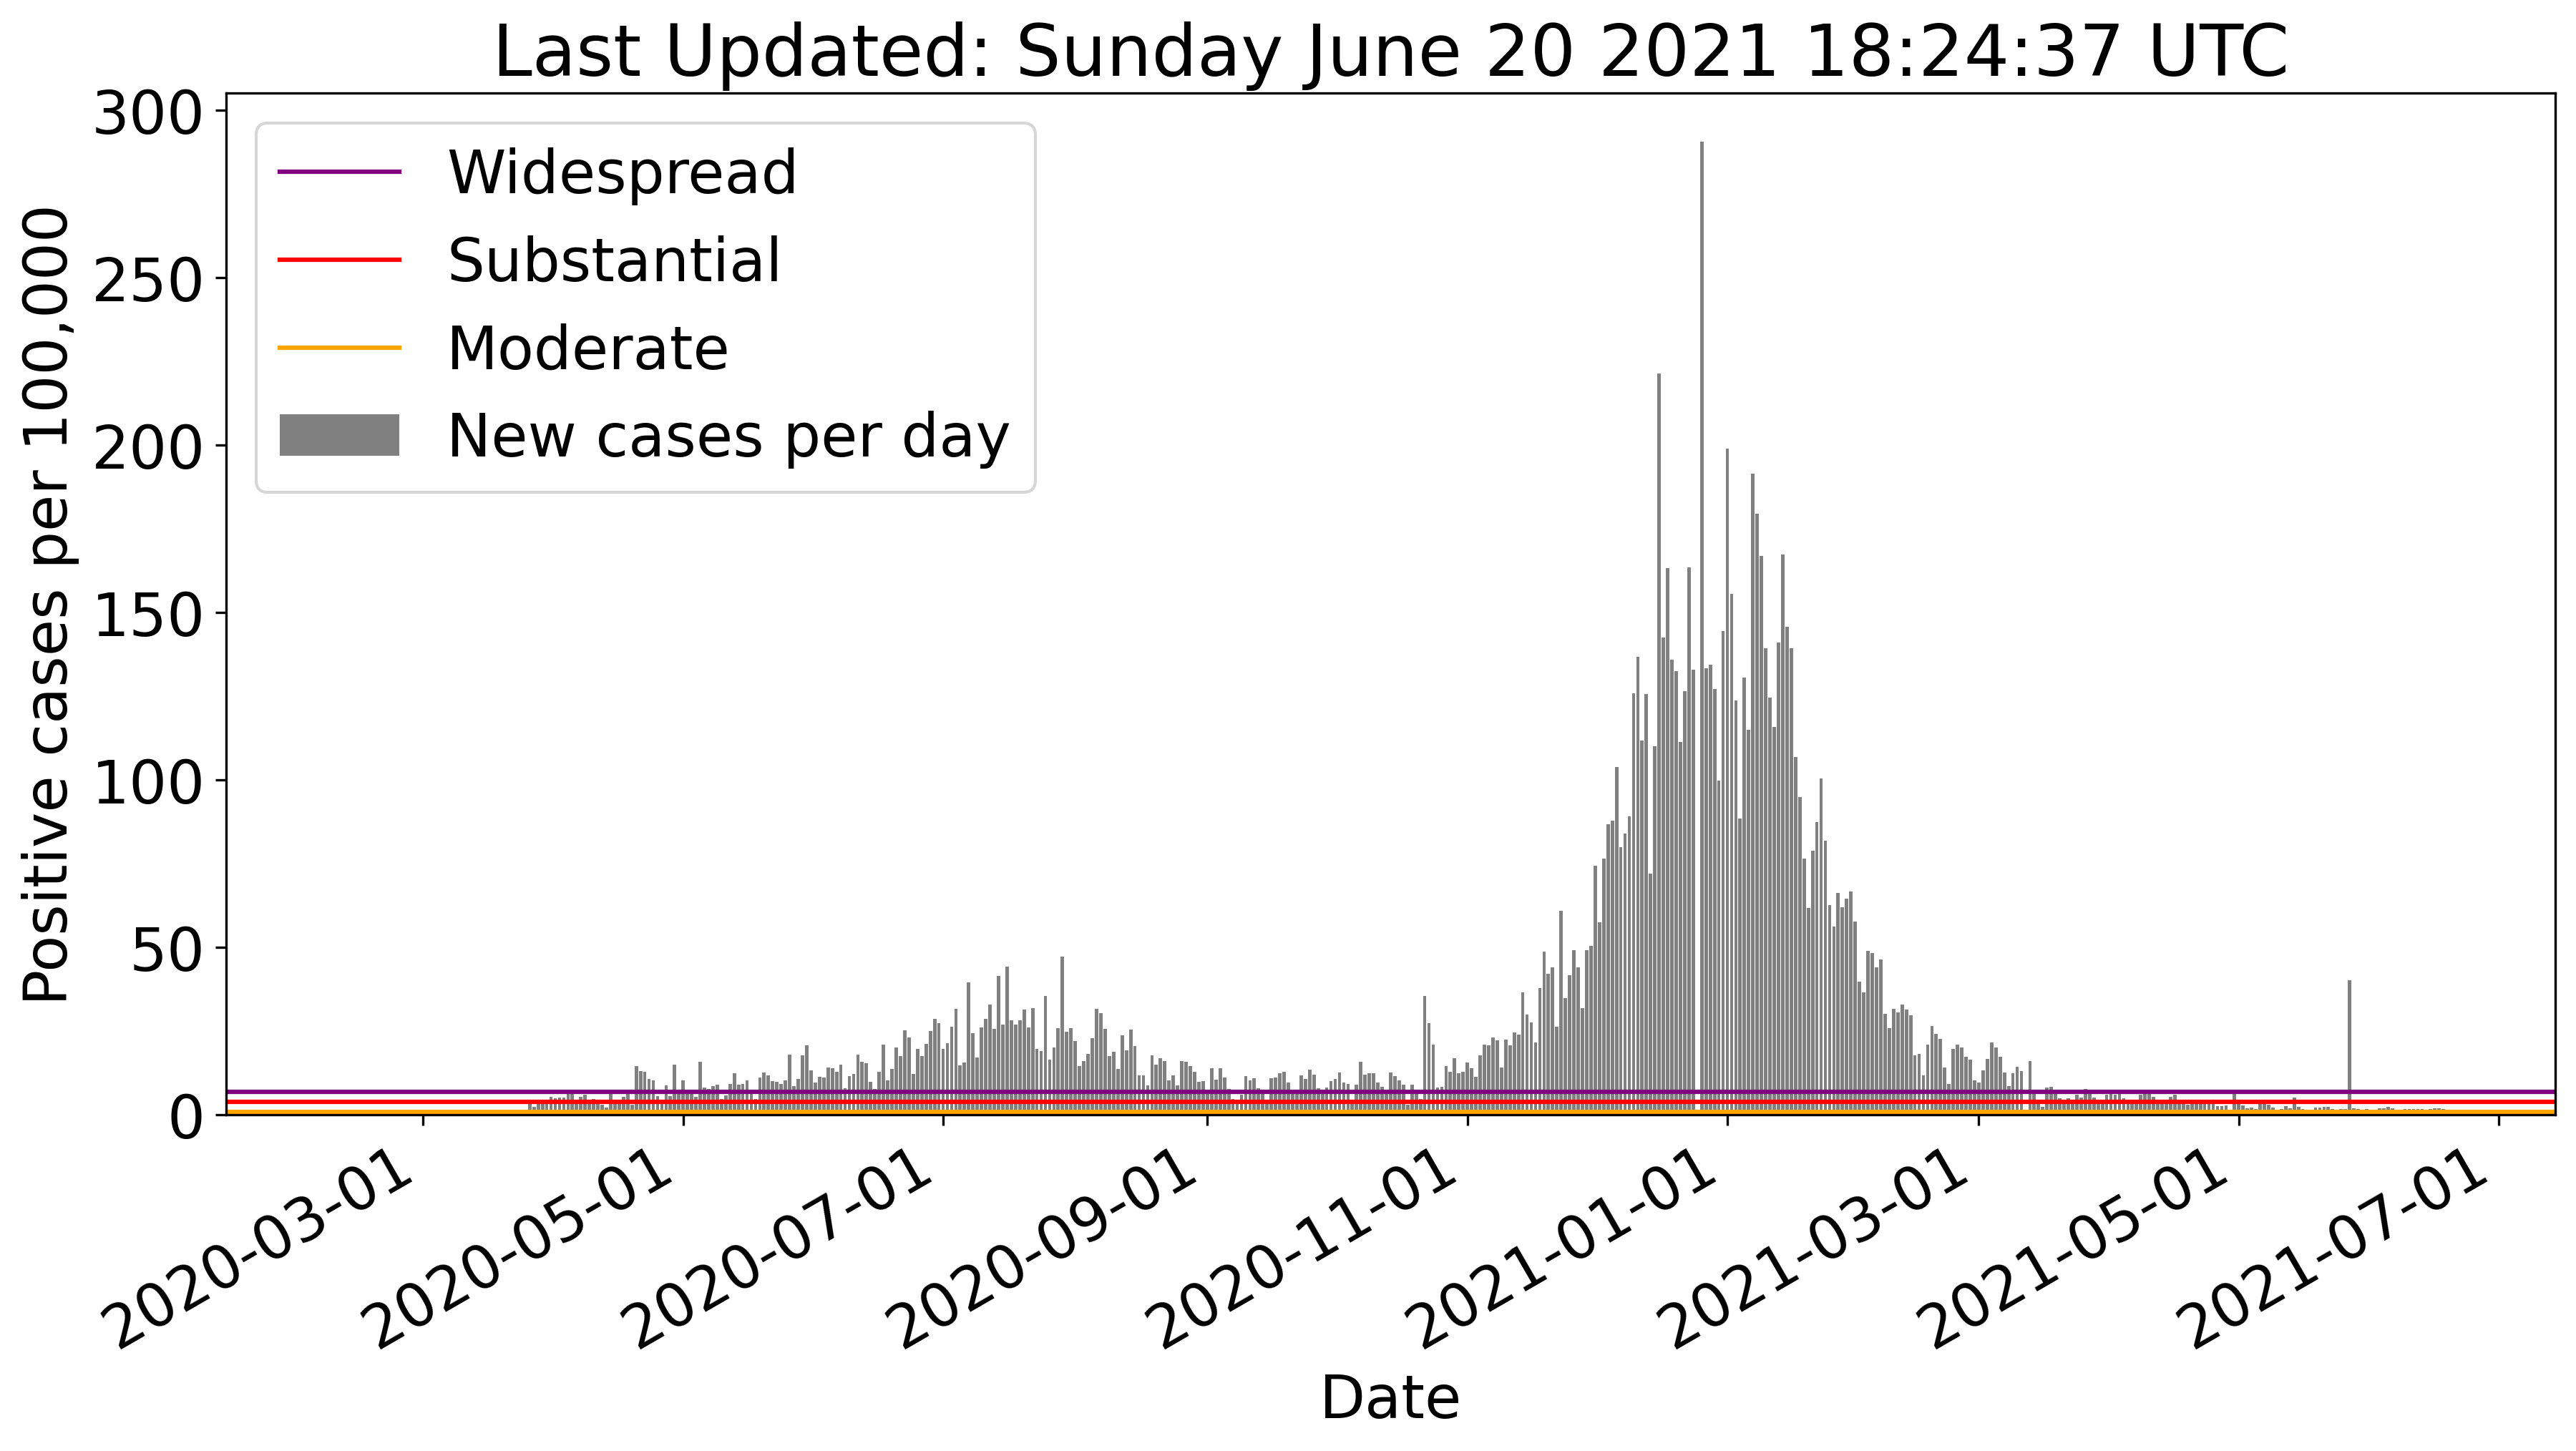 Last Updated: Sunday June 20 2021 18:24:37 UTC
Positive cases per 100,000
300
250
200
150
100
50
0
Widespread
Substantial
Moderate
New cases per day
2020-03-01
2020-05-01
2020-07-01
2020-09-01
2020-11-01
2021-01-01
2021-03-01
2021-05-01
2021-07-01
Date